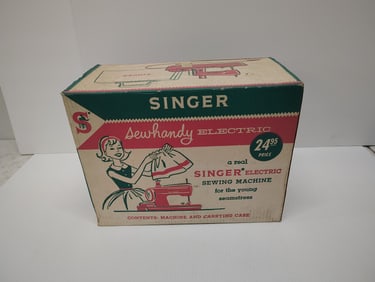 SINGER
S
Sewhandy ELECTRIC
24.95
PRICE
a real
SINGER* ELECTRIC
SEWING MACHINE
for the young
seamstress
CONTENTS: MACHINE AND CARRYING CASE